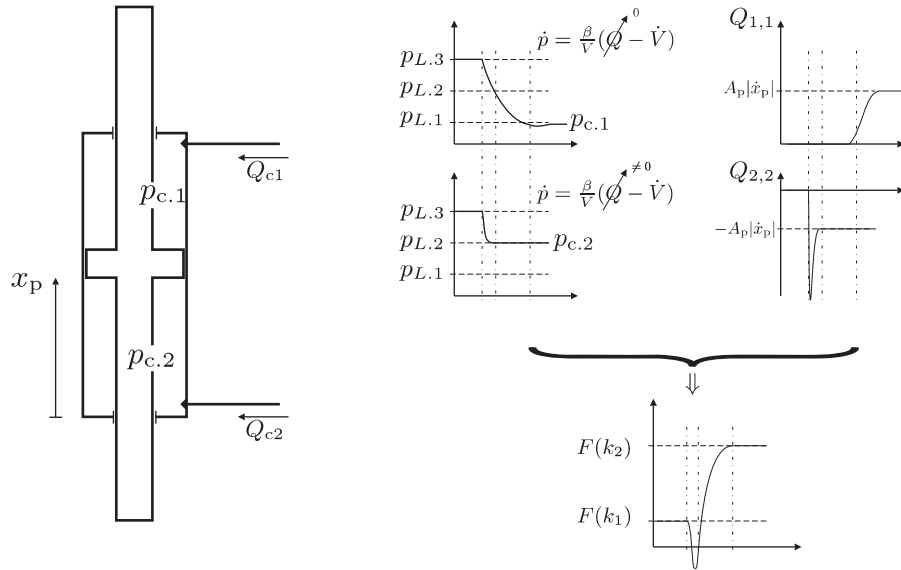 p_c.1
Q_c1
x_p
p_c.2
Q_c2
ṗ = β/V (Q − V̇) 0
p_L.3
p_L.2
p_L.1
p_c.1
Q_1,1
A_p|ẋ_p|
ṗ = β/V (Q − V̇) ≠0
p_L.3
p_L.2
p_L.1
p_c.2
Q_2,2
−A_p|ẋ_p|
⇓
F(k_2)
F(k_1)